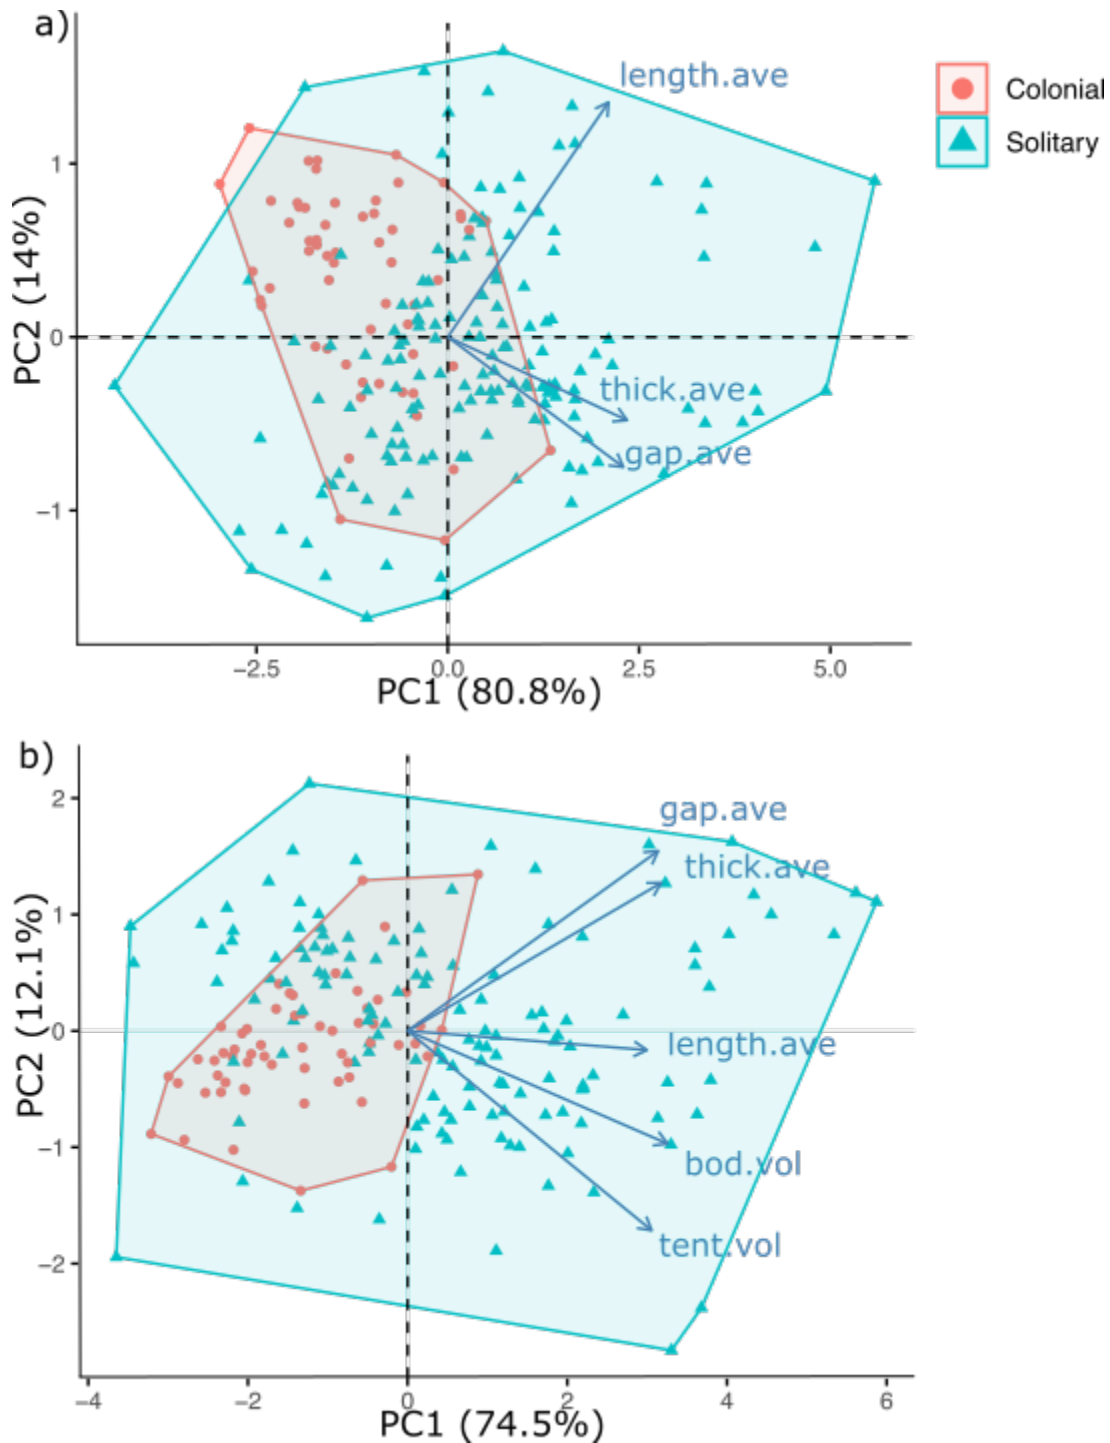 a)
length.ave
Colonial
Solitary
1
PC2 (14%)
0
thick.ave
gap.ave
−1
−2.5
0.0
2.5
5.0
PC1 (80.8%)
b)
2
gap.ave
thick.ave
1
PC2 (12.1%)
0
length.ave
−1
bod.vol
tent.vol
−2
−4
−2
0
2
4
6
PC1 (74.5%)